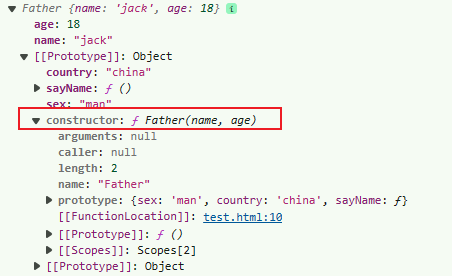 Father {name: 'jack', age: 18} i
age: 18
name: "jack"
[[Prototype]]: Object
country: "china"
sayName: ƒ ()
sex: "man"
constructor: ƒ Father(name, age)
arguments: null
caller: null
length: 2
name: "Father"
prototype: {sex: 'man', country: 'china', sayName: ƒ}
[[FunctionLocation]]: test.html:10
[[Prototype]]: ƒ ()
[[Scopes]]: Scopes[2]
[[Prototype]]: Object